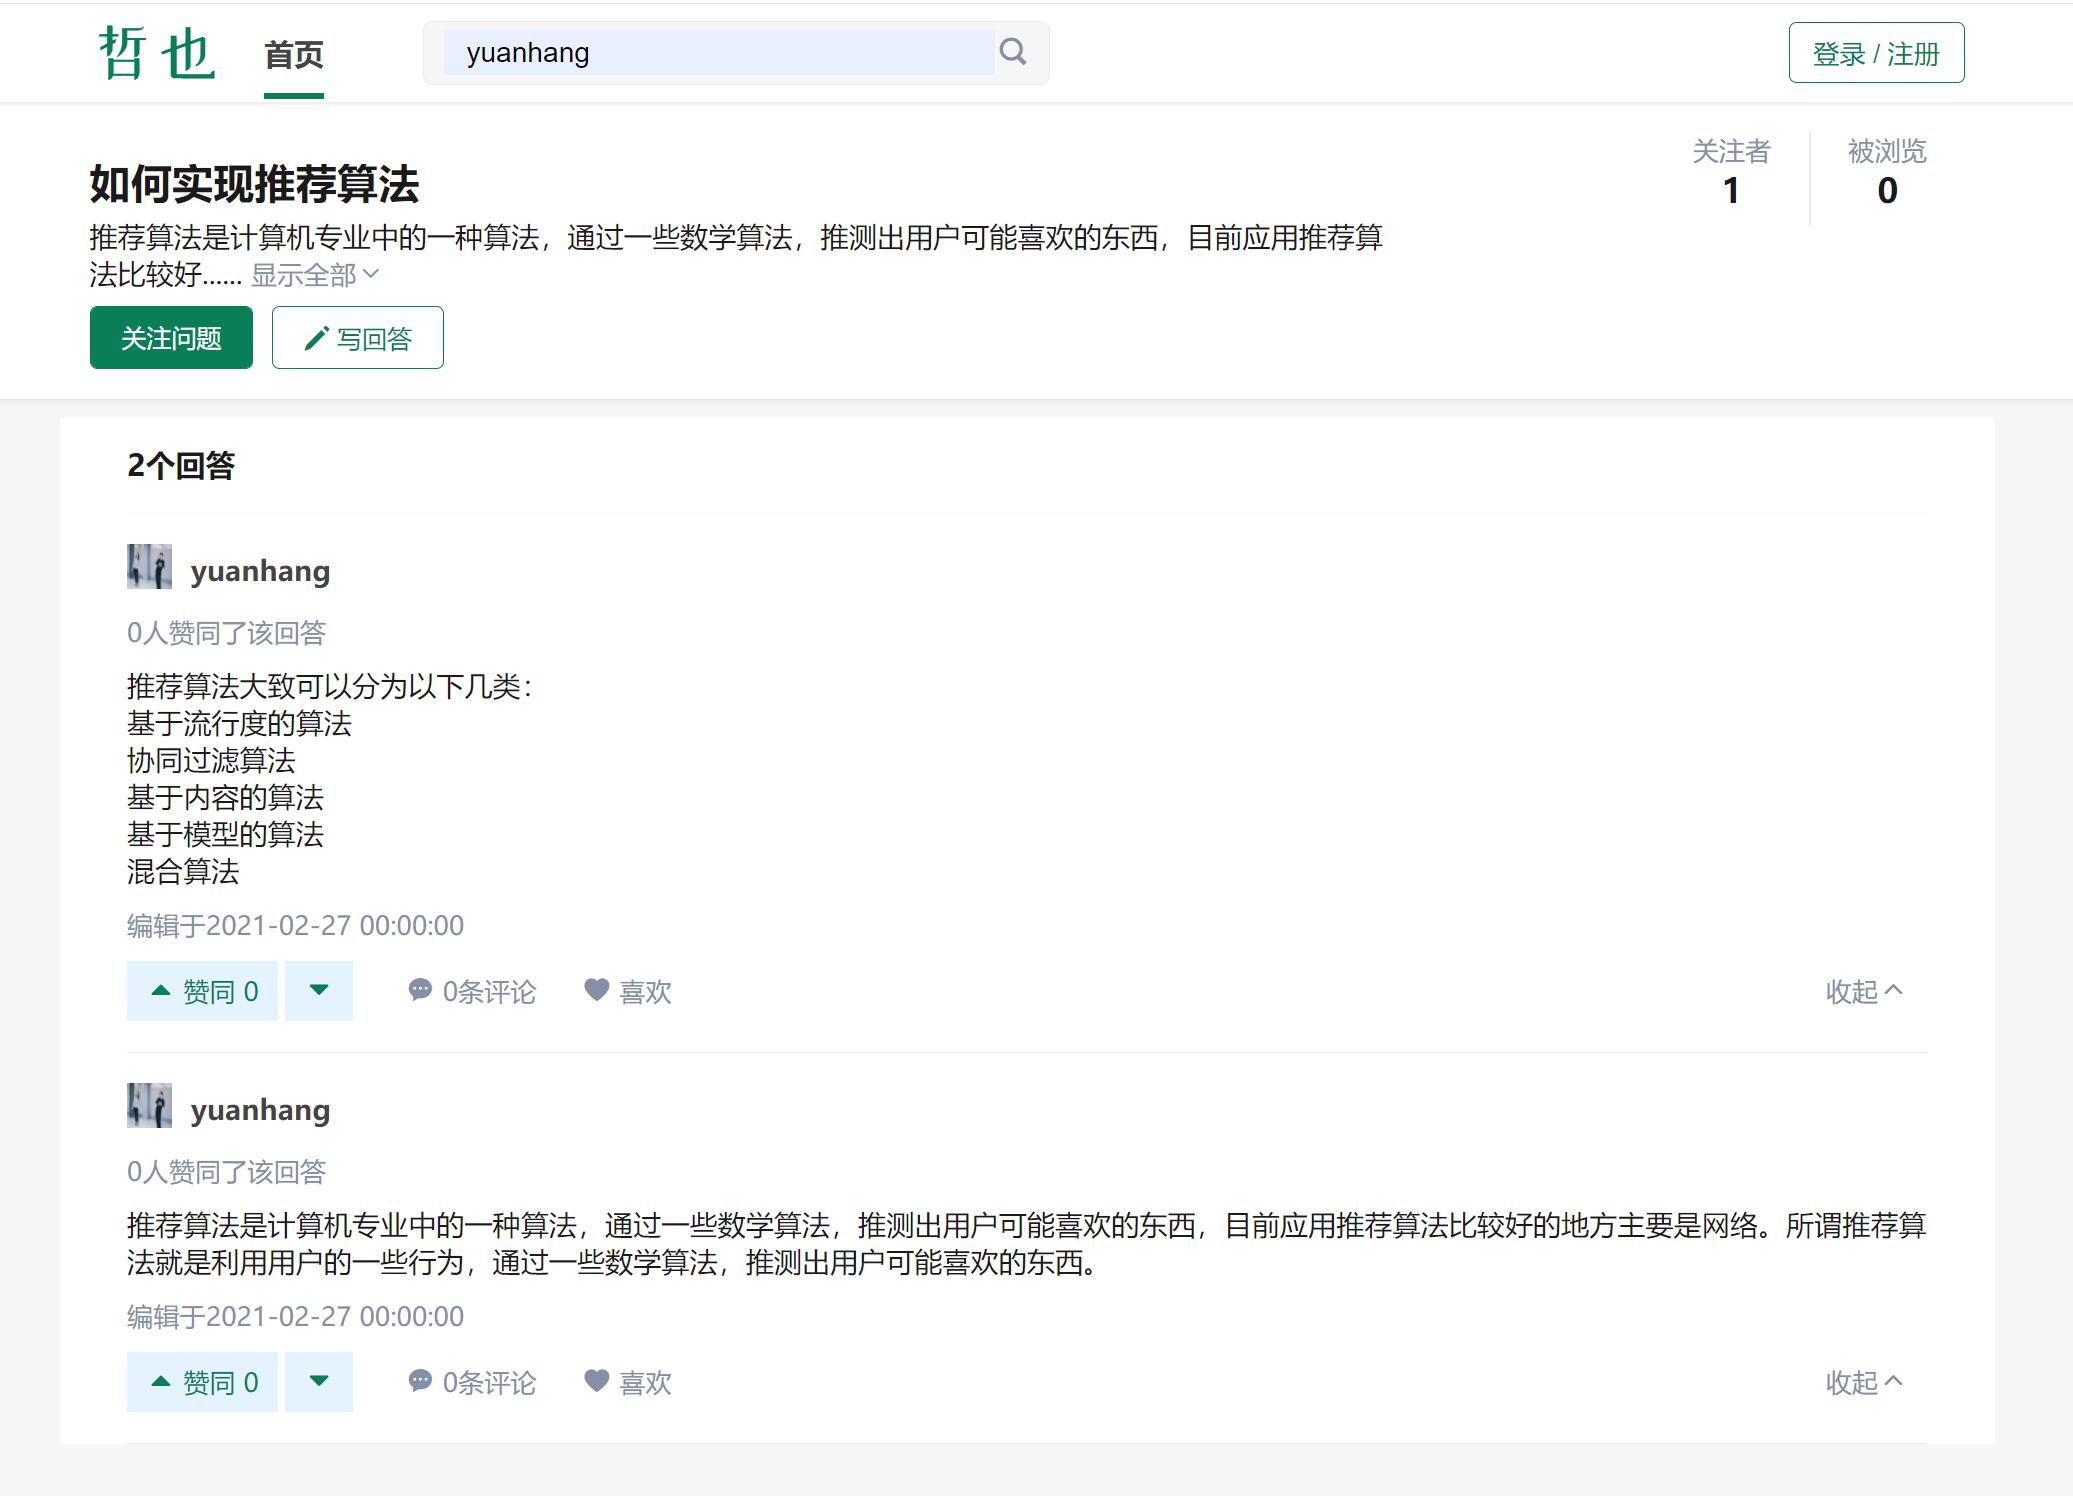 哲也
首页
yuanhang
登录 / 注册
如何实现推荐算法
关注者
1
被浏览
0
推荐算法是计算机专业中的一种算法，通过一些数学算法，推测出用户可能喜欢的东西，目前应用推荐算
法比较好...... 显示全部
关注问题
写回答
2个回答
yuanhang
0人赞同了该回答
推荐算法大致可以分为以下几类：
基于流行度的算法
协同过滤算法
基于内容的算法
基于模型的算法
混合算法
编辑于2021-02-27 00:00:00
赞同 0
0条评论
喜欢
收起
yuanhang
0人赞同了该回答
推荐算法是计算机专业中的一种算法，通过一些数学算法，推测出用户可能喜欢的东西，目前应用推荐算法比较好的地方主要是网络。所谓推荐算
法就是利用用户的一些行为，通过一些数学算法，推测出用户可能喜欢的东西。
编辑于2021-02-27 00:00:00
赞同 0
0条评论
喜欢
收起